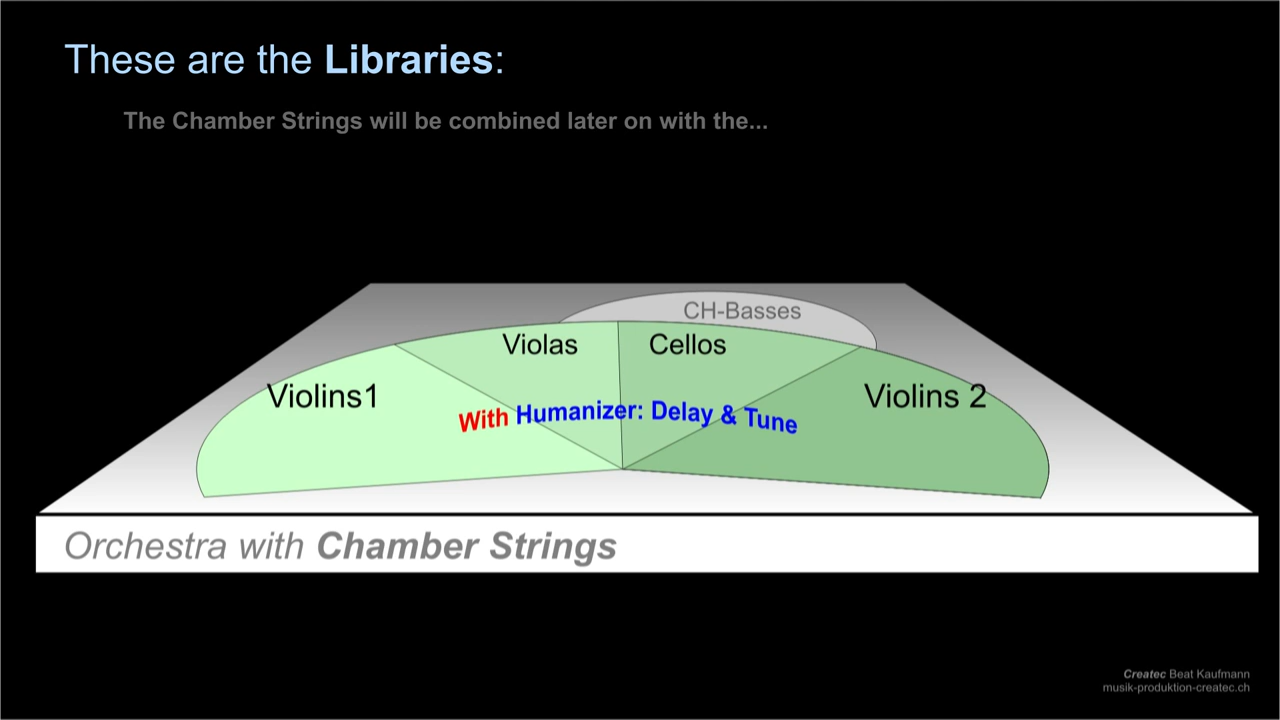 These are the Libraries:
The Chamber Strings will be combined later on with the...
CH-Basses
Violas
Cellos
Violins1
Violins 2
With Humanizer: Delay & Tune
Orchestra with Chamber Strings
Createc Beat Kaufmann
musik-produktion-createc.ch